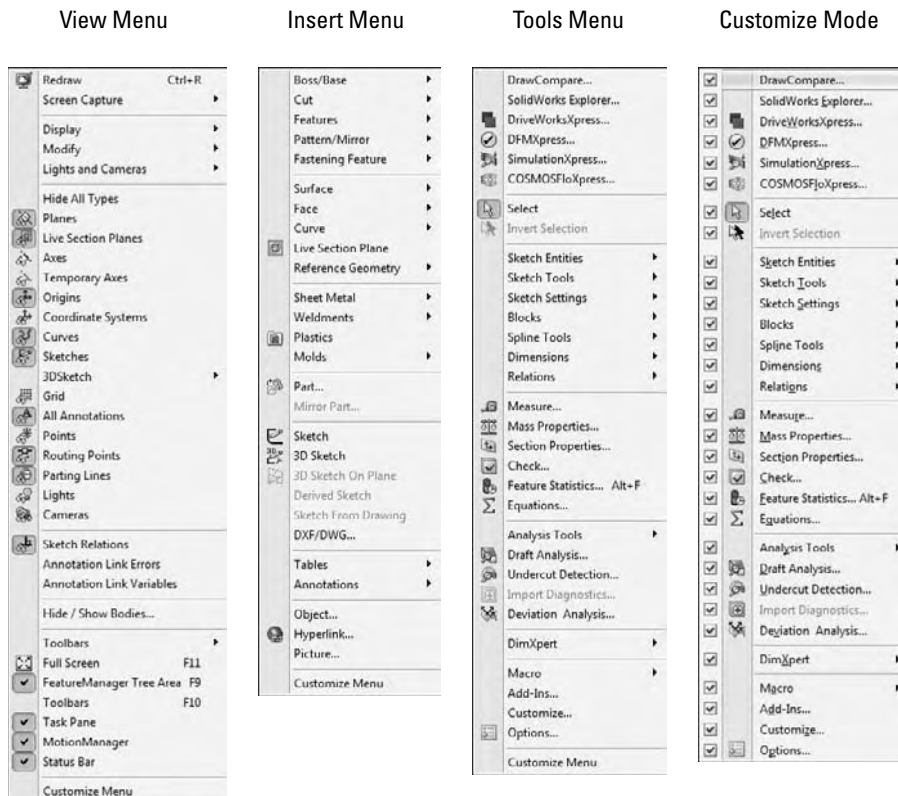 View Menu
Redraw Ctrl+R
Screen Capture
Display
Modify
Lights and Cameras
Hide All Types
Planes
Live Section Planes
Axes
Temporary Axes
Origins
Coordinate Systems
Curves
Sketches
3DSketch
Grid
All Annotations
Points
Routing Points
Parting Lines
Lights
Cameras
Sketch Relations
Annotation Link Errors
Annotation Link Variables
Hide / Show Bodies...
Toolbars
Full Screen F11
FeatureManager Tree Area F9
Toolbars F10
Task Pane
MotionManager
Status Bar
Customize Menu
Insert Menu
Boss/Base
Cut
Features
Pattern/Mirror
Fastening Feature
Surface
Face
Curve
Live Section Plane
Reference Geometry
Sheet Metal
Weldments
Plastics
Molds
Part...
Mirror Part...
Sketch
3D Sketch
3D Sketch On Plane
Derived Sketch
Sketch From Drawing
DXF/DWG...
Tables
Annotations
Object...
Hyperlink...
Picture...
Customize Menu
Tools Menu
DrawCompare...
SolidWorks Explorer...
DriveWorksXpress...
DFMXpress...
SimulationXpress...
COSMOSFloXpress...
Select
Invert Selection
Sketch Entities
Sketch Tools
Sketch Settings
Blocks
Spline Tools
Dimensions
Relations
Measure...
Mass Properties...
Section Properties...
Check...
Feature Statistics... Alt+F
Equations...
Analysis Tools
Draft Analysis...
Undercut Detection...
Import Diagnostics...
Deviation Analysis...
DimXpert
Macro
Add-Ins...
Customize...
Options...
Customize Menu
Customize Mode
DrawCompare...
SolidWorks Explorer...
DriveWorksXpress...
DFMXpress...
SimulationXpress...
COSMOSFloXpress...
Select
Invert Selection
Sketch Entities
Sketch Tools
Sketch Settings
Blocks
Spline Tools
Dimensions
Relations
Measure...
Mass Properties...
Section Properties...
Check...
Feature Statistics... Alt+F
Equations...
Analysis Tools
Draft Analysis...
Undercut Detection...
Import Diagnostics...
Deviation Analysis...
DimXpert
Macro
Add-Ins...
Customize...
Options...